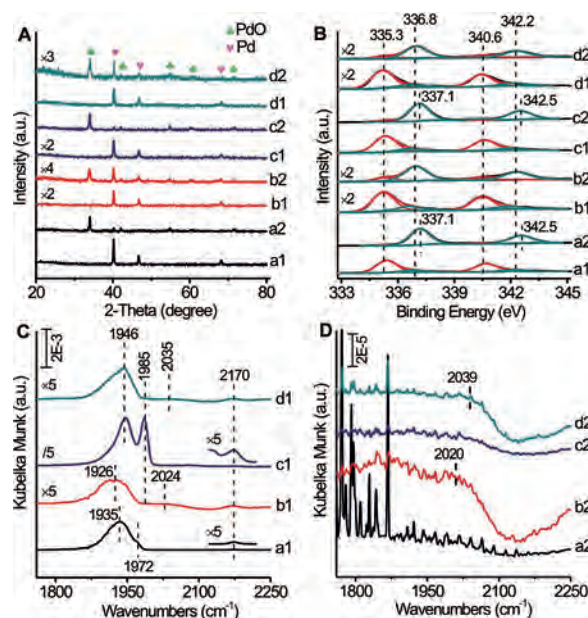 A
PdO
Pd
×3
d2
d1
c2
×2
c1
×4
b2
×2
b1
a2
a1
Intensity (a.u.)
20 40 60 80
2-Theta (degree)
B
336.8
342.2
335.3
340.6
×2
d2
×2
d1
337.1
342.5
c2
c1
×2
b2
×2
b1
337.1
342.5
a2
a1
Intensity (a.u.)
333 336 339 342 345
Binding Energy (eV)
C
2E-3
1946
1985
2035
2170
×5
d1
/5
×5
c1
1926
×5
2024
b1
1935
×5
1972
a1
Kubelka Munk (a.u.)
1800 1950 2100 2250
Wavenumbers (cm-1)
D
2E-5
2039
d2
c2
2020
b2
a2
Kubelka Munk (a.u.)
1800 1950 2100 2250
Wavenumbers (cm-1)